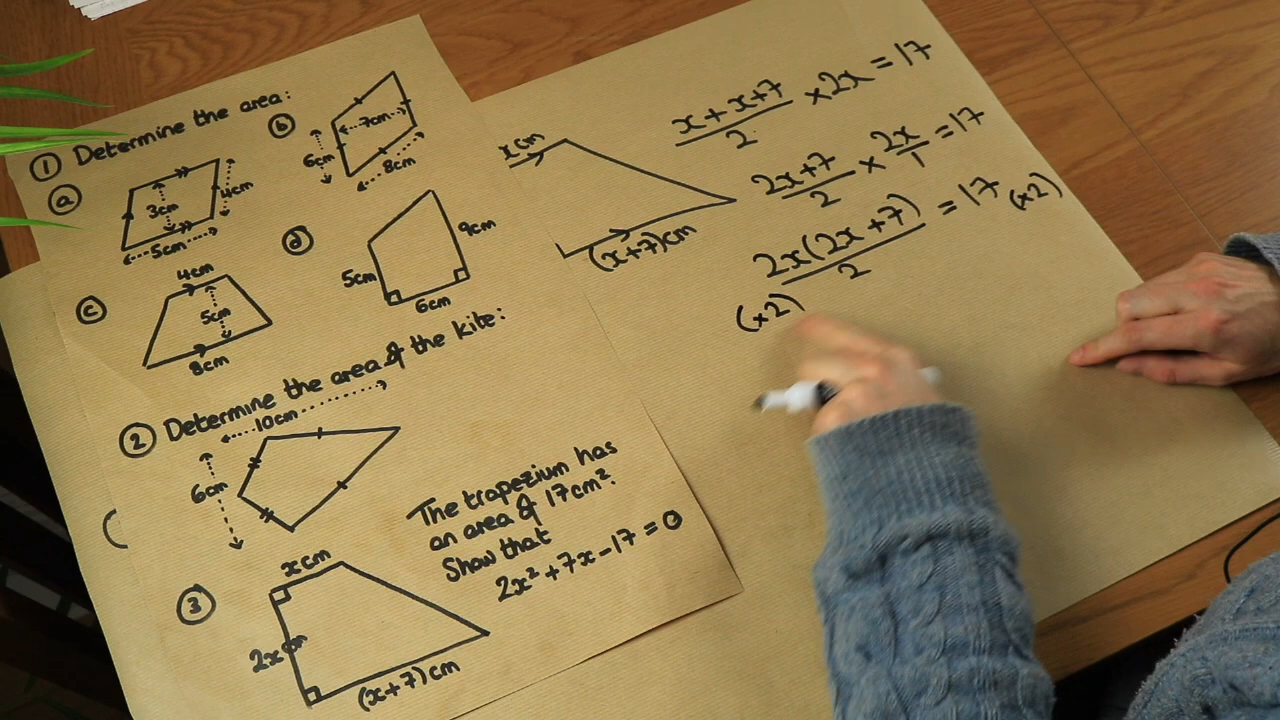 ① Determine the area:
ⓐ
3cm
4cm
5cm
ⓑ
7cm
6cm
8cm
ⓒ
4cm
5cm
8cm
ⓓ
9cm
5cm
6cm
② Determine the area of the kite:
10cm
6cm
③
xcm
2xcm
(x+7)cm
The trapezium has
an area of 17cm².
Show that
2x²+7x-17=0
xcm
(x+7)cm
(x+x+7)/2 ×2x=17
(2x+7)/2 × 2x/1 =17
2x(2x+7)/2 =17
(×2) (×2)